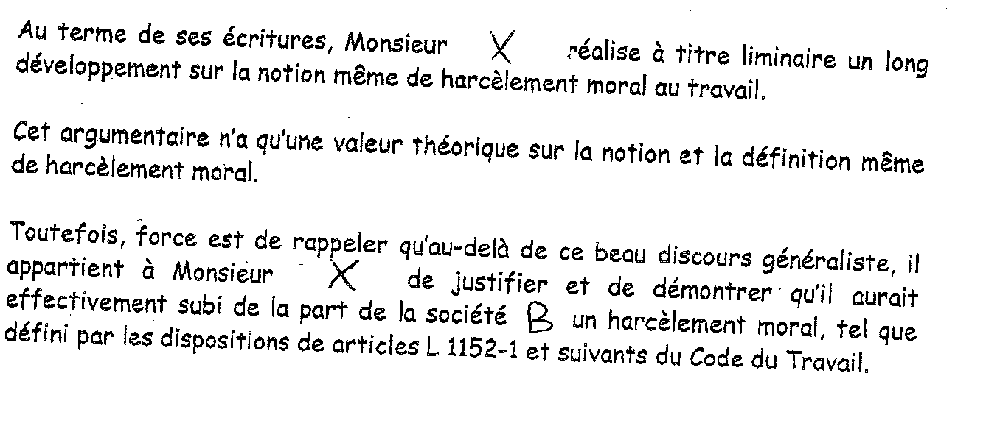 Au terme de ses écritures, Monsieur X réalise à titre liminaire un long
développement sur la notion même de harcèlement moral au travail.
Cet argumentaire n'a qu'une valeur théorique sur la notion et la définition même
de harcèlement moral.
Toutefois, force est de rappeler qu'au-delà de ce beau discours généraliste, il
appartient à Monsieur X de justifier et de démontrer qu'il aurait
effectivement subi de la part de la société B un harcèlement moral, tel que
défini par les dispositions de articles L 1152-1 et suivants du Code du Travail.